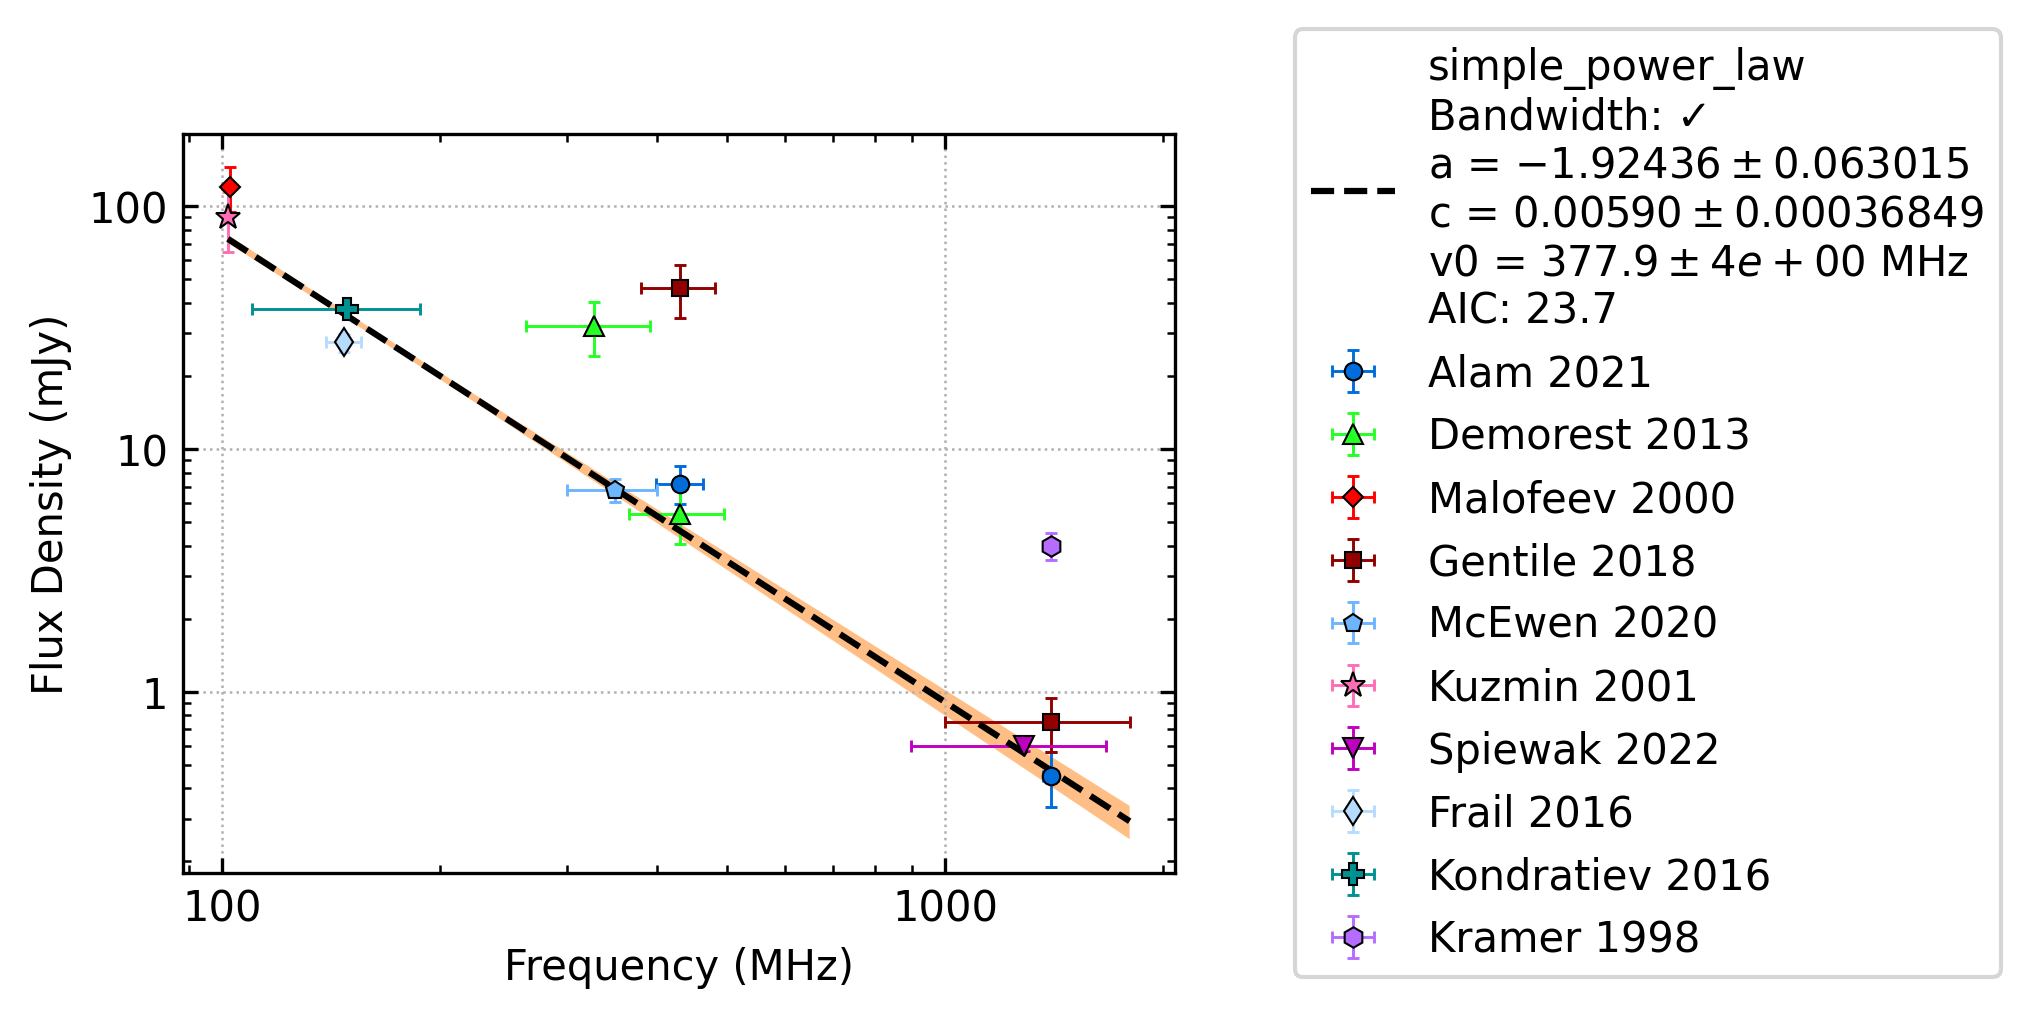 100
10
1
100
1000
Flux Density (mJy)
Frequency (MHz)
simple_power_law
Bandwidth: ✓
a = −1.92436 ± 0.063015
c = 0.00590 ± 0.00036849
v0 = 377.9 ± 4e + 00 MHz
AIC: 23.7
Alam 2021
Demorest 2013
Malofeev 2000
Gentile 2018
McEwen 2020
Kuzmin 2001
Spiewak 2022
Frail 2016
Kondratiev 2016
Kramer 1998